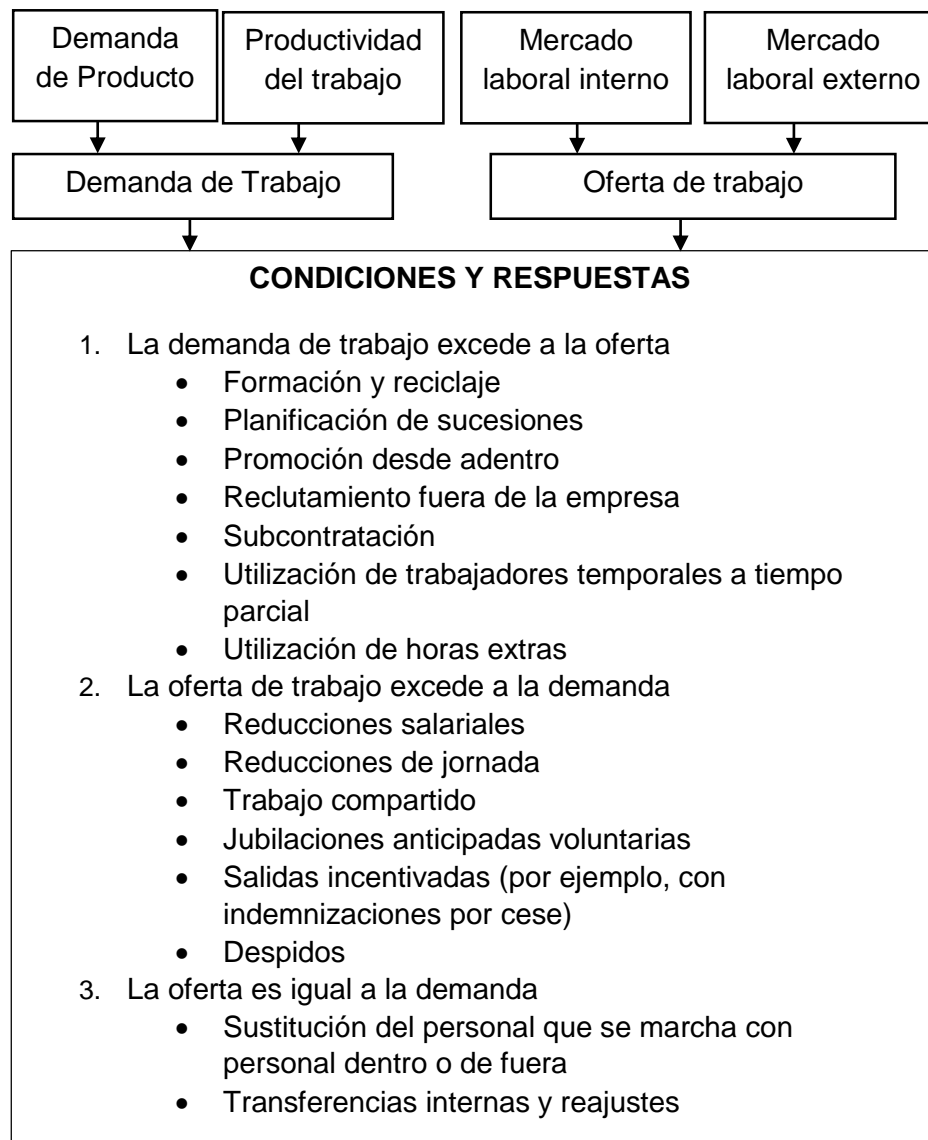 Demanda
de Producto
Productividad
del trabajo
Mercado
laboral interno
Mercado
laboral externo
Demanda de Trabajo
Oferta de trabajo
CONDICIONES Y RESPUESTAS
1. La demanda de trabajo excede a la oferta
• Formación y reciclaje
• Planificación de sucesiones
• Promoción desde adentro
• Reclutamiento fuera de la empresa
• Subcontratación
• Utilización de trabajadores temporales a tiempo
parcial
• Utilización de horas extras
2. La oferta de trabajo excede a la demanda
• Reducciones salariales
• Reducciones de jornada
• Trabajo compartido
• Jubilaciones anticipadas voluntarias
• Salidas incentivadas (por ejemplo, con
indemnizaciones por cese)
• Despidos
3. La oferta es igual a la demanda
• Sustitución del personal que se marcha con
personal dentro o de fuera
• Transferencias internas y reajustes